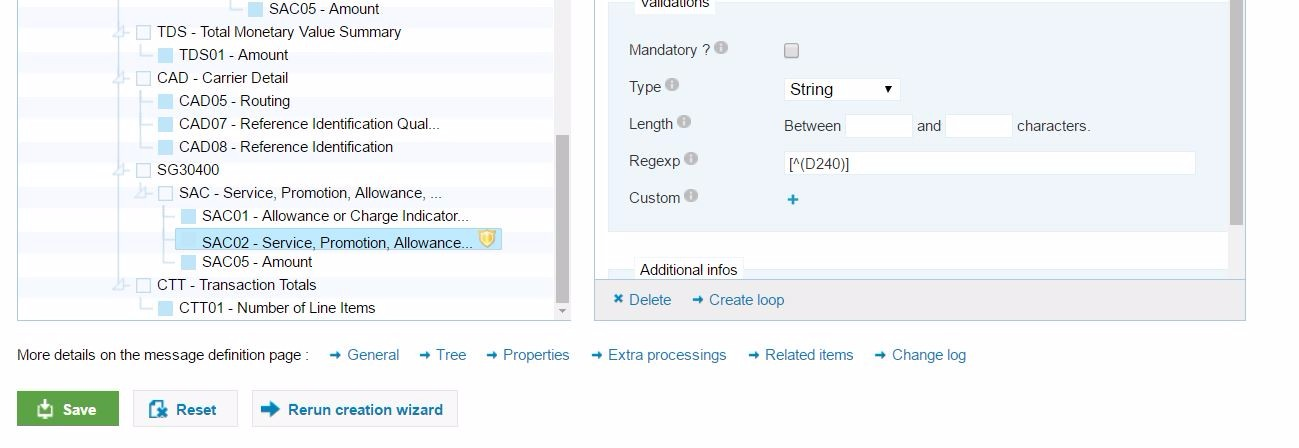 SAC05 - Amount
TDS - Total Monetary Value Summary
TDS01 - Amount
CAD - Carrier Detail
CAD05 - Routing
CAD07 - Reference Identification Qual...
CAD08 - Reference Identification
SG30400
SAC - Service, Promotion, Allowance, ...
SAC01 - Allowance or Charge Indicator...
SAC02 - Service, Promotion, Allowance...
SAC05 - Amount
CTT - Transaction Totals
CTT01 - Number of Line Items
Validations
Mandatory ?
Type String
Length Between and characters.
Regexp [^(D240)]
Custom
Additional infos
Delete Create loop
More details on the message definition page : General Tree Properties Extra processings Related items Change log
Save Reset Rerun creation wizard